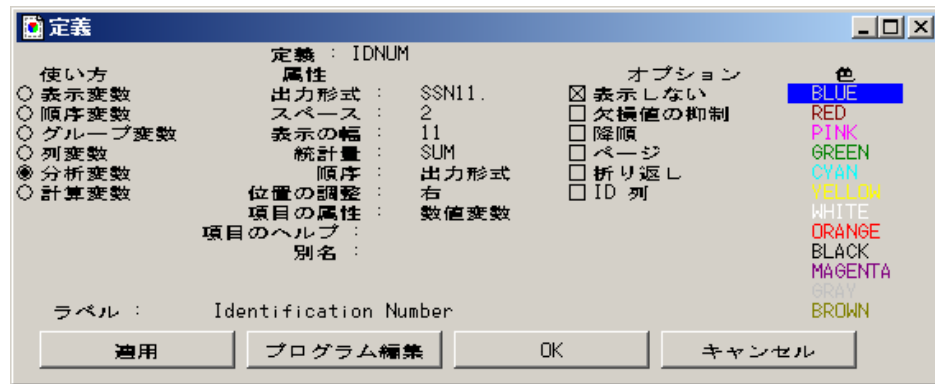 定義
定義 : IDNUM
使い方 属性 オプション 色
表示変数 出力形式 : SSN11. 表示しない BLUE
順序変数 スペース : 2 欠損値の抑制 RED
グループ変数 表示の幅 : 11 降順 PINK
列変数 統計量 : SUM ページ GREEN
分析変数 順序 : 出力形式 折り返し CYAN
計算変数 位置の調整 : 右 ID 列 YELLOW
項目の属性 : 数値変数 WHITE
項目のヘルプ : ORANGE
別名 : BLACK
MAGENTA
GRAY
ラベル : Identification Number BROWN
適用 プログラム編集 OK キャンセル